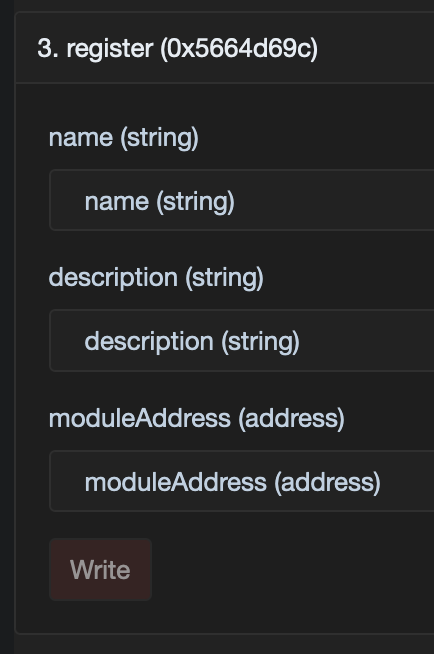 3. register (0x5664d69c)
name (string)
name (string)
description (string)
description (string)
moduleAddress (address)
moduleAddress (address)
Write